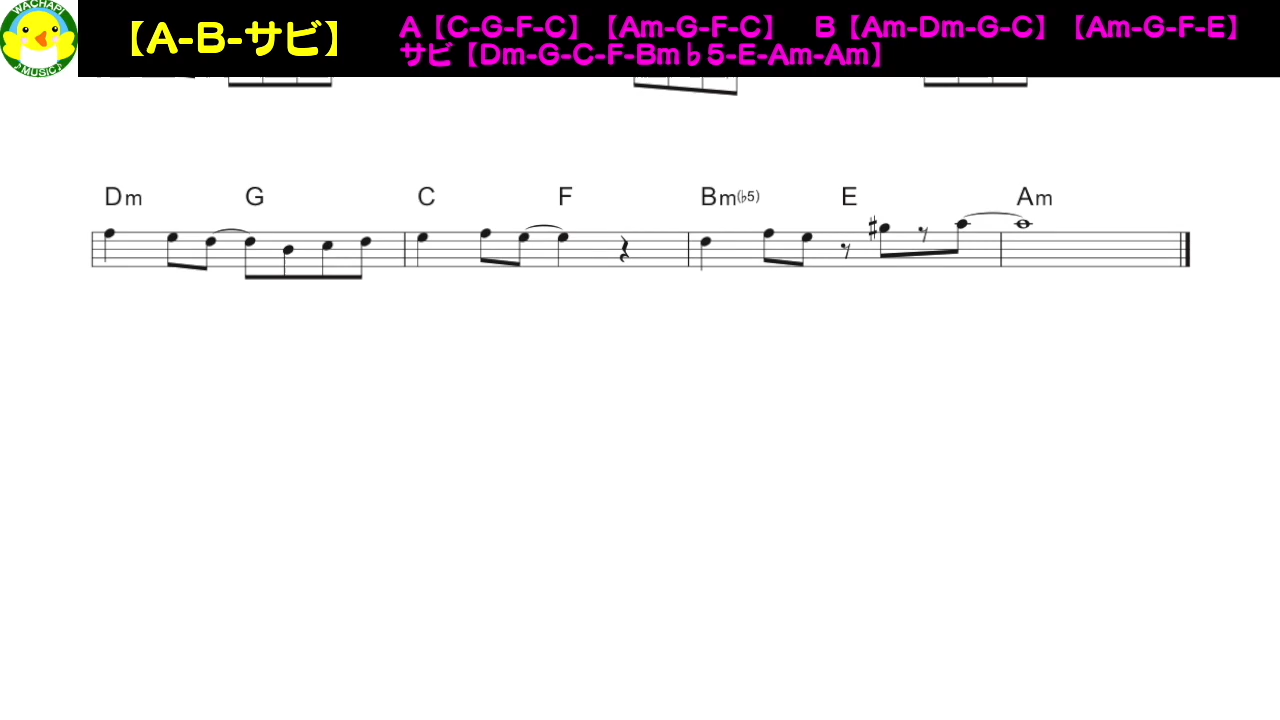 WACHAPI
♪MUSIC♪
【A-B-サビ】
A【C-G-F-C】【Am-G-F-C】 B【Am-Dm-G-C】【Am-G-F-E】
サビ【Dm-G-C-F-Bm♭5-E-Am-Am】
Dm G C F Bm(♭5) E Am